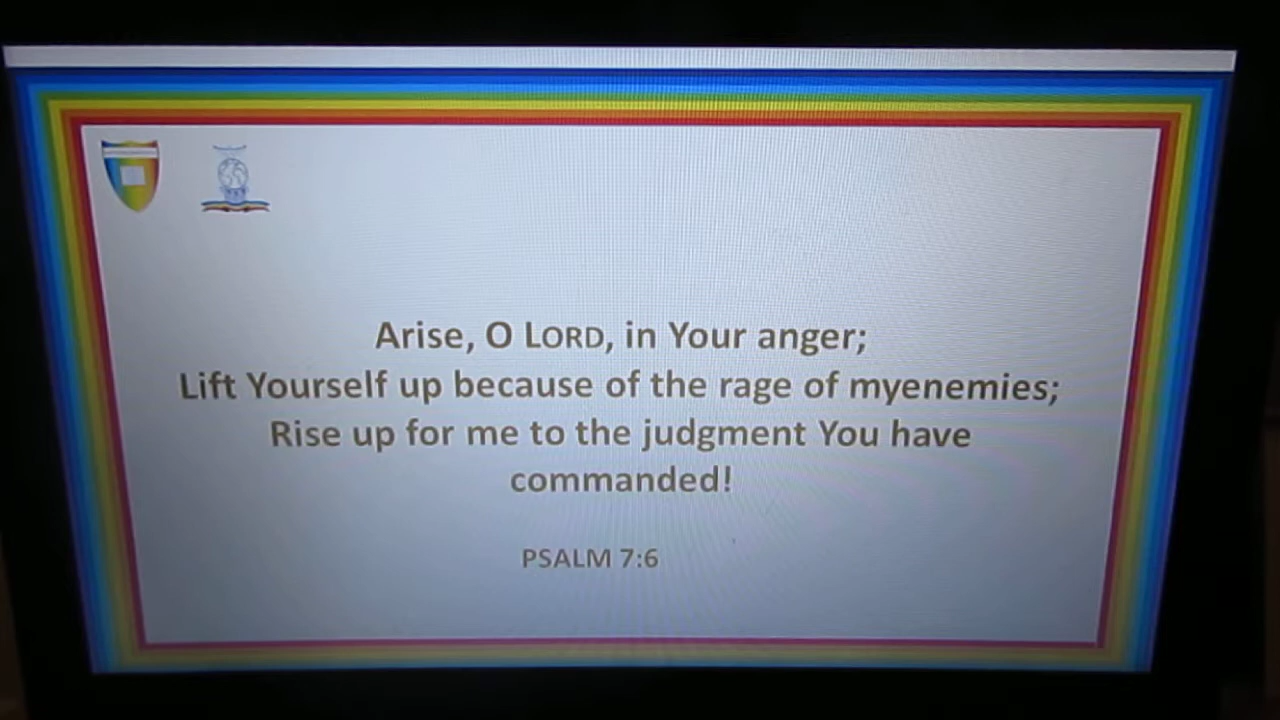 Arise, O LORD, in Your anger;
Lift Yourself up because of the rage of myenemies;
Rise up for me to the judgment You have
commanded!
PSALM 7:6